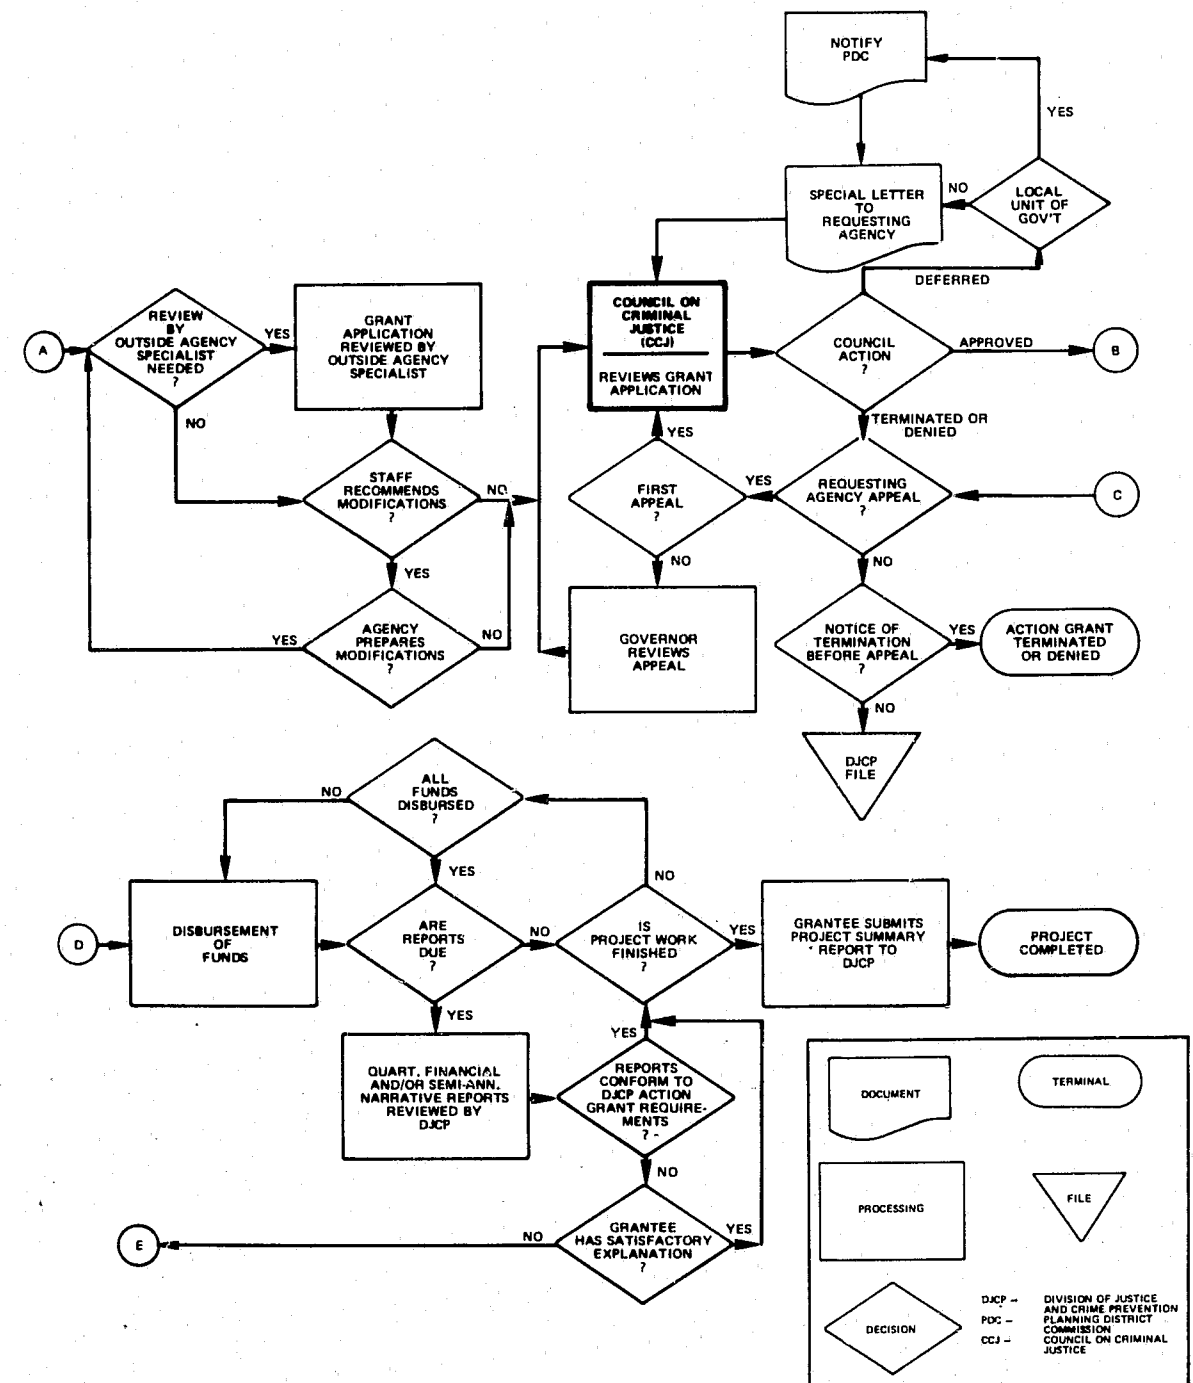 NOTIFY
PDC
YES
SPECIAL LETTER
TO
REQUESTING
AGENCY
NO
LOCAL
UNIT OF
GOV'T
DEFERRED
A
REVIEW
BY
OUTSIDE AGENCY
SPECIALIST
NEEDED
?
YES
NO
GRANT
APPLICATION
REVIEWED BY
OUTSIDE AGENCY
SPECIALIST
COUNCIL ON
CRIMINAL
JUSTICE
(CCJ)
REVIEWS GRANT
APPLICATION
COUNCIL
ACTION
?
APPROVED
B
TERMINATED OR
DENIED
STAFF
RECOMMENDS
MODIFICATIONS
?
NO
YES
YES
FIRST
APPEAL
?
YES
NO
REQUESTING
AGENCY APPEAL
?
C
NO
YES
AGENCY
PREPARES
MODIFICATIONS
?
NO
GOVERNOR
REVIEWS
APPEAL
NOTICE OF
TERMINATION
BEFORE APPEAL
?
YES
ACTION GRANT
TERMINATED
OR DENIED
NO
DJCP
FILE
NO
ALL
FUNDS
DISBURSED
?
YES
NO
D
DISBURSEMENT
OF
FUNDS
ARE
REPORTS
DUE
?
NO
YES
IS
PROJECT WORK
FINISHED
?
YES
GRANTEE SUBMITS
PROJECT SUMMARY
REPORT TO
DJCP
PROJECT
COMPLETED
QUART. FINANCIAL
AND/OR SEMI-ANN.
NARRATIVE REPORTS
REVIEWED BY
DJCP
YES
REPORTS
CONFORM TO
DJCP ACTION
GRANT REQUIRE-
MENTS
? -
NO
E
NO
GRANTEE
HAS SATISFACTORY
EXPLANATION
?
YES
DOCUMENT
TERMINAL
PROCESSING
FILE
DECISION
DJCP – DIVISION OF JUSTICE
AND CRIME PREVENTION
PDC – PLANNING DISTRICT
COMMISSION
CCJ – COUNCIL ON CRIMINAL
JUSTICE